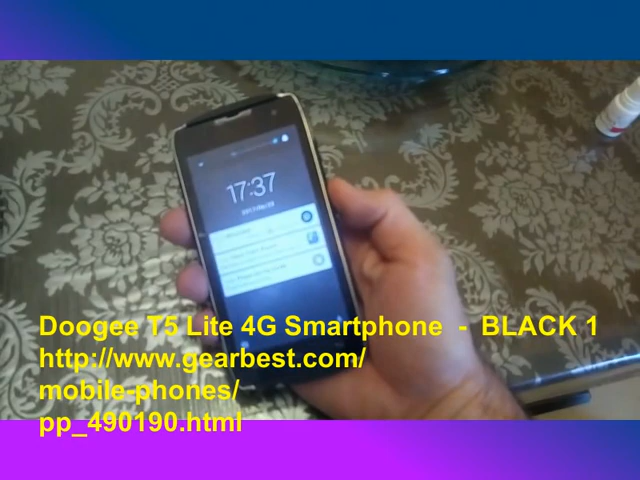 17:37
Doogee T5 Lite 4G Smartphone - BLACK 1
http://www.gearbest.com/
mobile-phones/
pp_490190.html